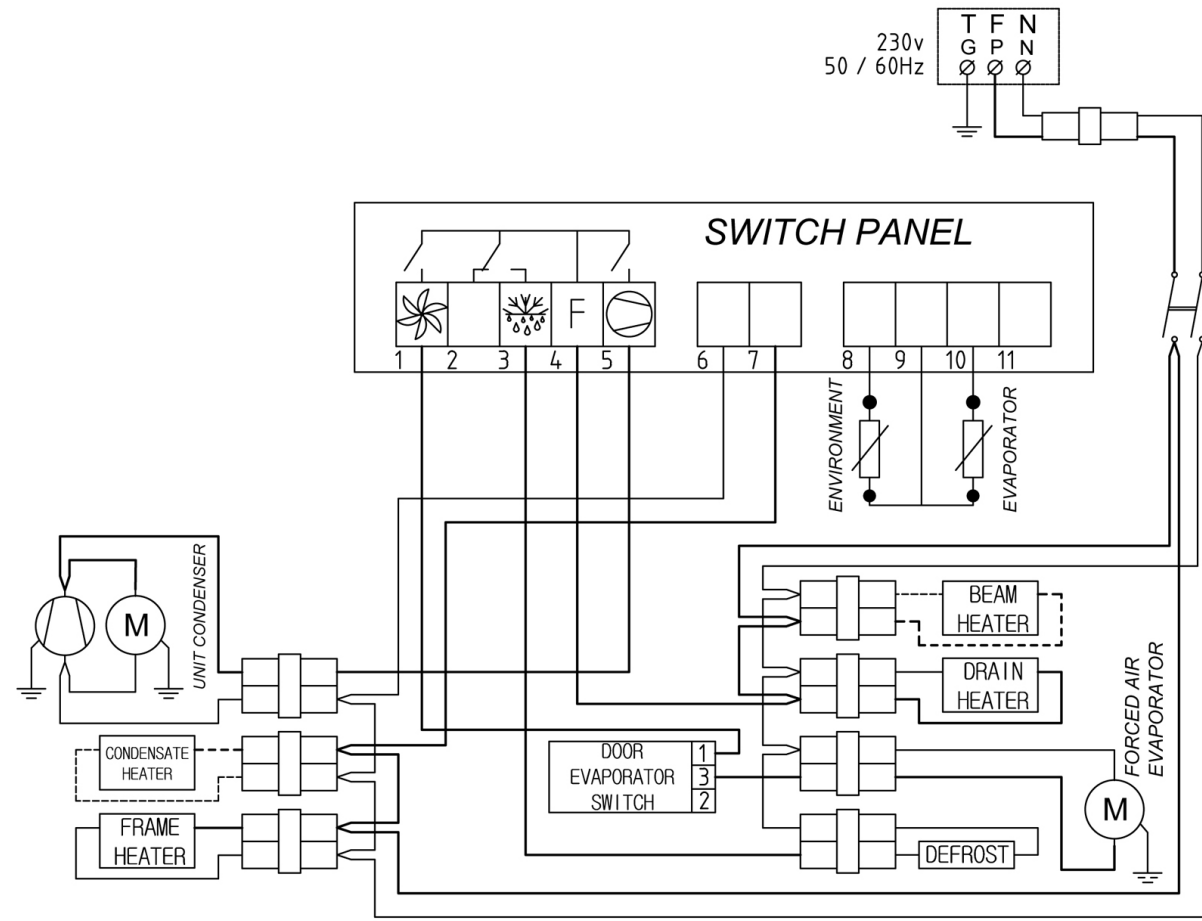 T F N
G P N
230v
50 / 60Hz
SWITCH PANEL
F
1 2 3 4 5 6 7 8 9 10 11
ENVIRONMENT
EVAPORATOR
UNIT CONDENSER
M
BEAM
HEATER
DRAIN
HEATER
FORCED AIR
EVAPORATOR
CONDENSATE
HEATER
DOOR
EVAPORATOR
SWITCH
1
3
2
M
FRAME
HEATER
DEFROST